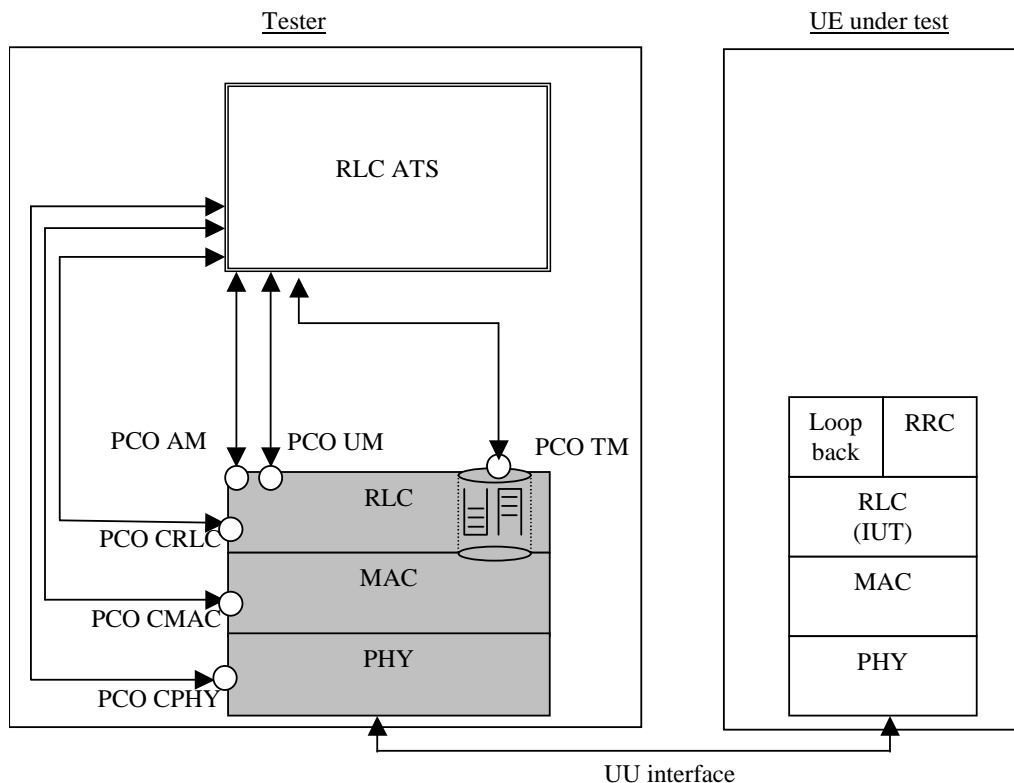 Tester
UE under test
RLC ATS
PCO AM
PCO UM
PCO TM
Loop
back
RRC
RLC
RLC
(IUT)
PCO CRLC
MAC
MAC
PCO CMAC
PHY
PHY
PCO CPHY
UU interface